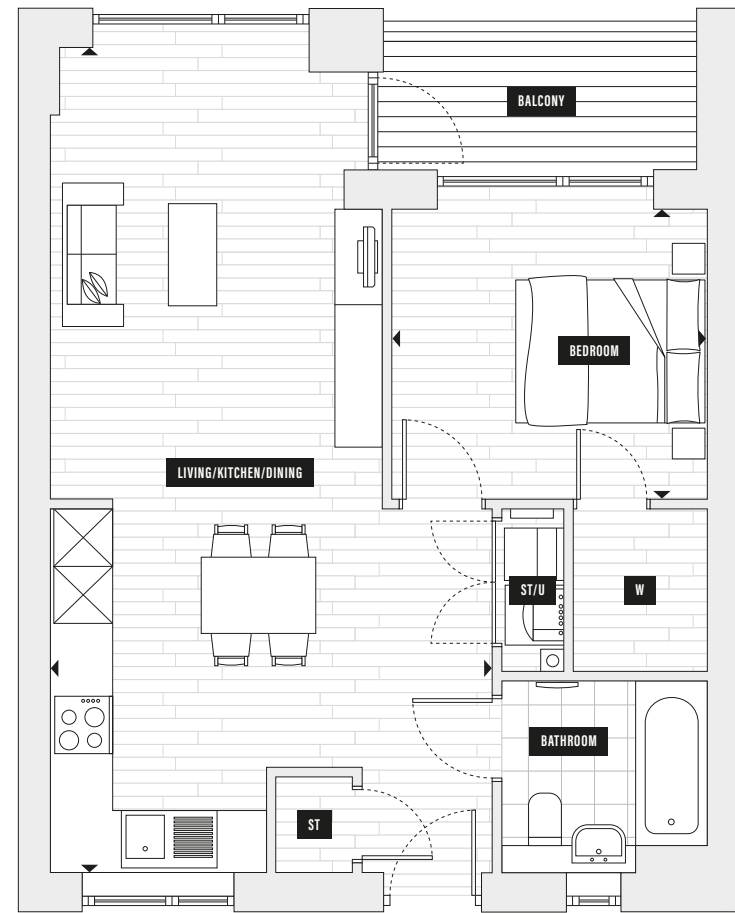 BALCONY
BEDROOM
LIVING/KITCHEN/DINING
ST/U
W
BATHROOM
ST